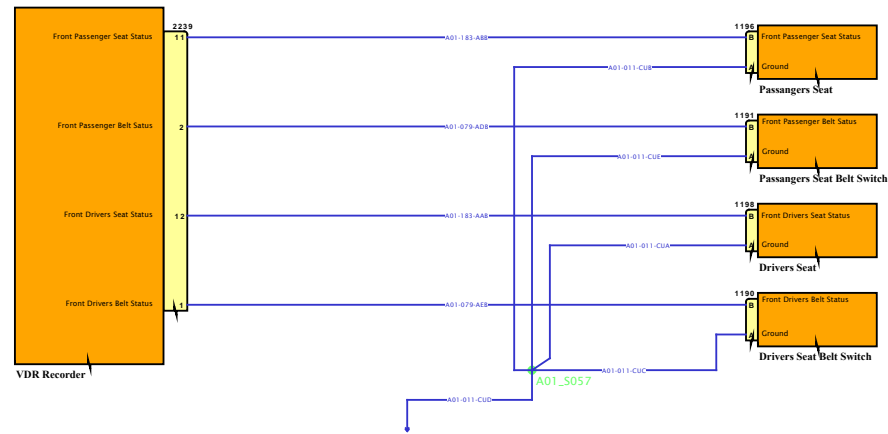 2239
1196
Front Passenger Seat Status
11
A01-183-ABB
B
Front Passenger Seat Status
A01-011-CUB
A
Ground
Passangers Seat
1191
Front Passenger Belt Satus
2
A01-079-ADB
B
Front Passenger Belt Status
A01-011-CUE
A
Ground
Passangers Seat Belt Switch
1198
Front Drivers Seat Status
12
A01-183-AAB
B
Front Drivers Seat Status
A01-011-CUA
A
Ground
Drivers Seat
1190
Front Drivers Belt Status
1
A01-079-AEB
B
Front Drivers Belt Status
A
Ground
Drivers Seat Belt Switch
VDR Recorder
A01-011-CUC
A01_S057
A01-011-CUD